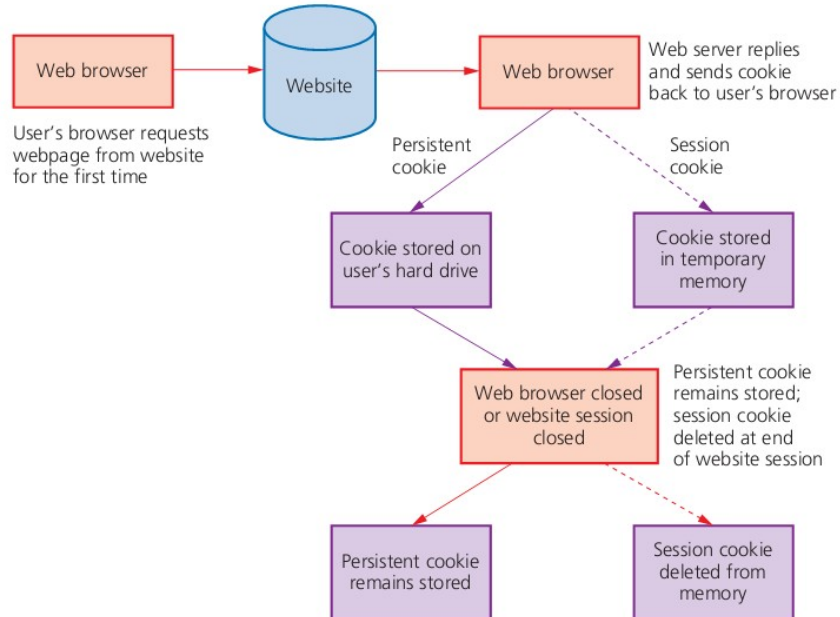 Web browser
Website
Web browser
Web server replies
and sends cookie
back to user's browser
User's browser requests
webpage from website
for the first time
Persistent
cookie
Session
cookie
Cookie stored on
user's hard drive
Cookie stored
in temporary
memory
Web browser closed
or website session
closed
Persistent cookie
remains stored;
session cookie
deleted at end
of website session
Persistent cookie
remains stored
Session cookie
deleted from
memory